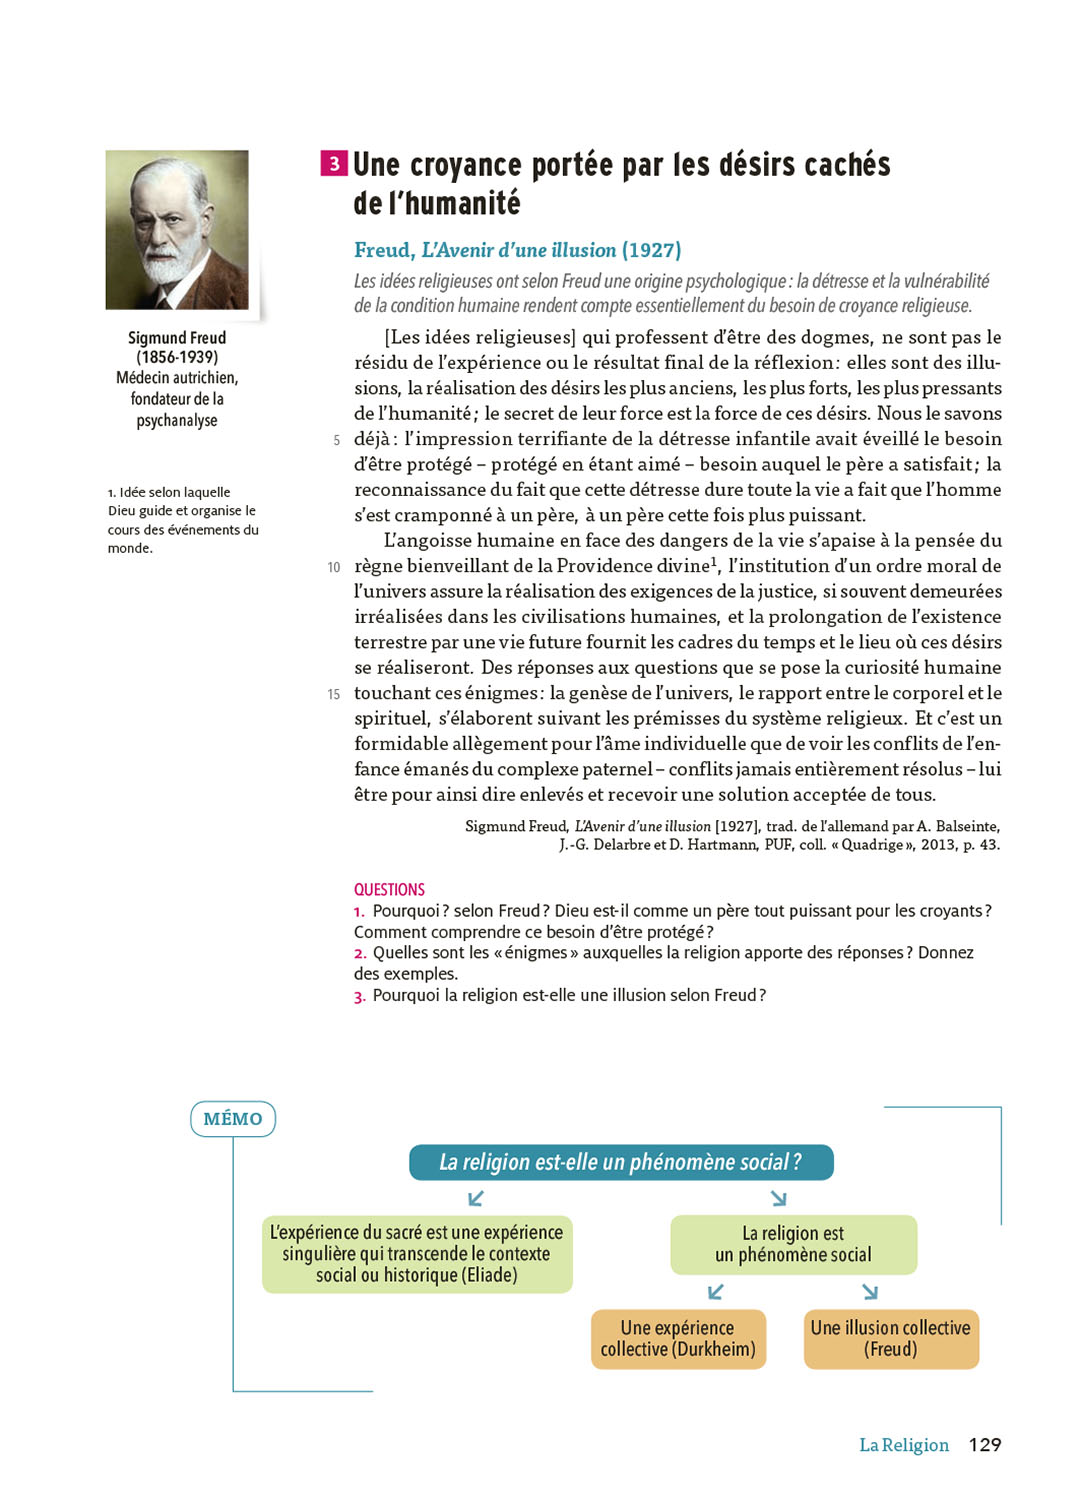 3 Une croyance portée par les désirs cachés
de l’humanité
Freud, L’Avenir d’une illusion (1927)
Les idées religieuses ont selon Freud une origine psychologique : la détresse et la vulnérabilité
de la condition humaine rendent compte essentiellement du besoin de croyance religieuse.
Sigmund Freud
(1856-1939)
Médecin autrichien,
fondateur de la
psychanalyse
1. Idée selon laquelle
Dieu guide et organise le
cours des événements du
monde.
[Les idées religieuses] qui professent d’être des dogmes, ne sont pas le
résidu de l’expérience ou le résultat final de la réflexion : elles sont des illu-
sions, la réalisation des désirs les plus anciens, les plus forts, les plus pressants
de l’humanité ; le secret de leur force est la force de ces désirs. Nous le savons
5 déjà : l’impression terrifiante de la détresse infantile avait éveillé le besoin
d’être protégé – protégé en étant aimé – besoin auquel le père a satisfait ; la
reconnaissance du fait que cette détresse dure toute la vie a fait que l’homme
s’est cramponné à un père, à un père cette fois plus puissant.
L’angoisse humaine en face des dangers de la vie s’apaise à la pensée du
10 règne bienveillant de la Providence divine¹, l’institution d’un ordre moral de
l’univers assure la réalisation des exigences de la justice, si souvent demeurées
irréalisées dans les civilisations humaines, et la prolongation de l’existence
terrestre par une vie future fournit les cadres du temps et le lieu où ces désirs
se réaliseront. Des réponses aux questions que se pose la curiosité humaine
15 touchant ces énigmes : la genèse de l’univers, le rapport entre le corporel et le
spirituel, s’élaborent suivant les prémisses du système religieux. Et c’est un
formidable allègement pour l’âme individuelle que de voir les conflits de l’en-
fance émanés du complexe paternel – conflits jamais entièrement résolus – lui
être pour ainsi dire enlevés et recevoir une solution acceptée de tous.
Sigmund Freud, L’Avenir d’une illusion [1927], trad. de l’allemand par A. Balseinte,
J.-G. Delarbre et D. Hartmann, PUF, coll. « Quadrige », 2013, p. 43.
QUESTIONS
1. Pourquoi ? selon Freud ? Dieu est-il comme un père tout puissant pour les croyants ?
Comment comprendre ce besoin d’être protégé ?
2. Quelles sont les « énigmes » auxquelles la religion apporte des réponses ? Donnez
des exemples.
3. Pourquoi la religion est-elle une illusion selon Freud ?
MÉMO
La religion est-elle un phénomène social ?
L’expérience du sacré est une expérience
singulière qui transcende le contexte
social ou historique (Eliade)
La religion est
un phénomène social
Une expérience
collective (Durkheim)
Une illusion collective
(Freud)
La Religion 129